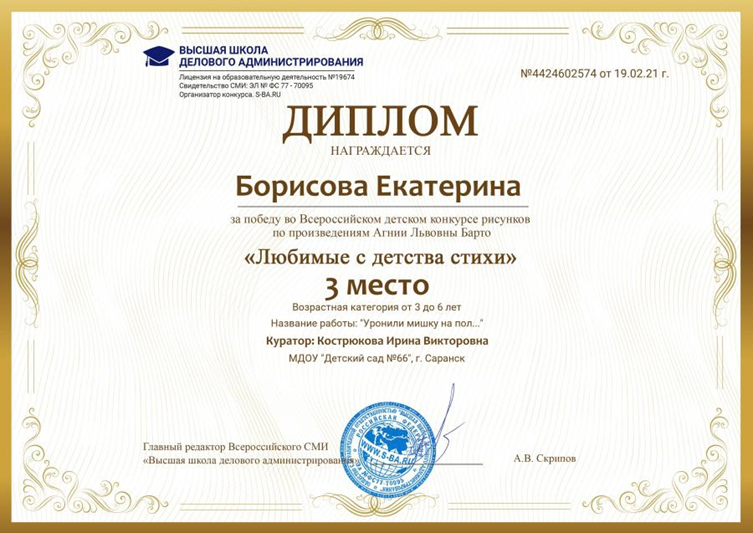 ВЫСШАЯ ШКОЛА
ДЕЛОВОГО АДМИНИСТРИРОВАНИЯ
Лицензия на образовательную деятельность №19674
Свидетельство СМИ: ЭЛ № ФС 77 - 70095
Организатор конкурса. S-BA.RU
№4424602574 от 19.02.21 г.
ДИПЛОМ
НАГРАЖДАЕТСЯ
Борисова Екатерина
за победу во Всероссийском детском конкурсе рисунков
по произведениям Агнии Львовны Барто
«Любимые с детства стихи»
3 место
Возрастная категория от 3 до 6 лет
Название работы: "Уронили мишку на пол..."
Куратор: Кострюкова Ирина Викторовна
МДОУ "Детский сад №66", г. Саранск
Главный редактор Всероссийского СМИ
«Высшая школа делового администрирования»
А.В. Скрипов
РОССИЙСКАЯ ФЕДЕРАЦИЯ
WWW.S-BA.RU